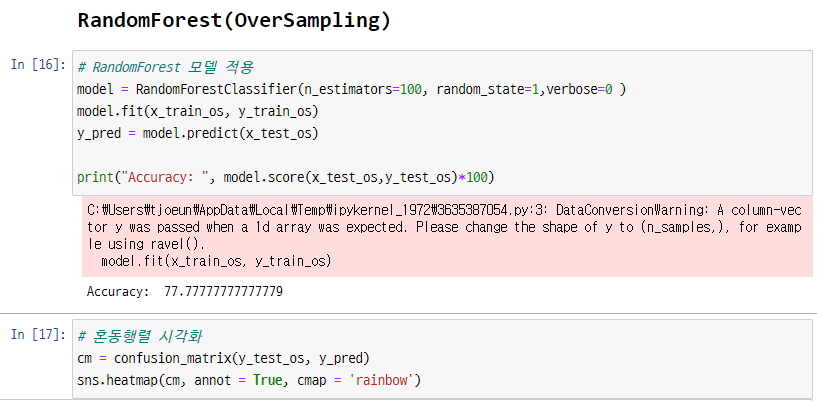 RandomForest(OverSampling)
In [16]:
# RandomForest 모델 적용
model = RandomForestClassifier(n_estimators=100, random_state=1,verbose=0 )
model.fit(x_train_os, y_train_os)
y_pred = model.predict(x_test_os)
print("Accuracy: ", model.score(x_test_os,y_test_os)*100)
C:₩Users₩tjoeun₩AppData₩Local₩Temp₩ipykernel_1972₩3635387054.py:3: DataConversionWarning: A column-vec
tor y was passed when a 1d array was expected. Please change the shape of y to (n_samples,), for examp
le using ravel().
model.fit(x_train_os, y_train_os)
Accuracy:  77.77777777777779
In [17]:
# 혼동행렬 시각화
cm = confusion_matrix(y_test_os, y_pred)
sns.heatmap(cm, annot = True, cmap = 'rainbow')